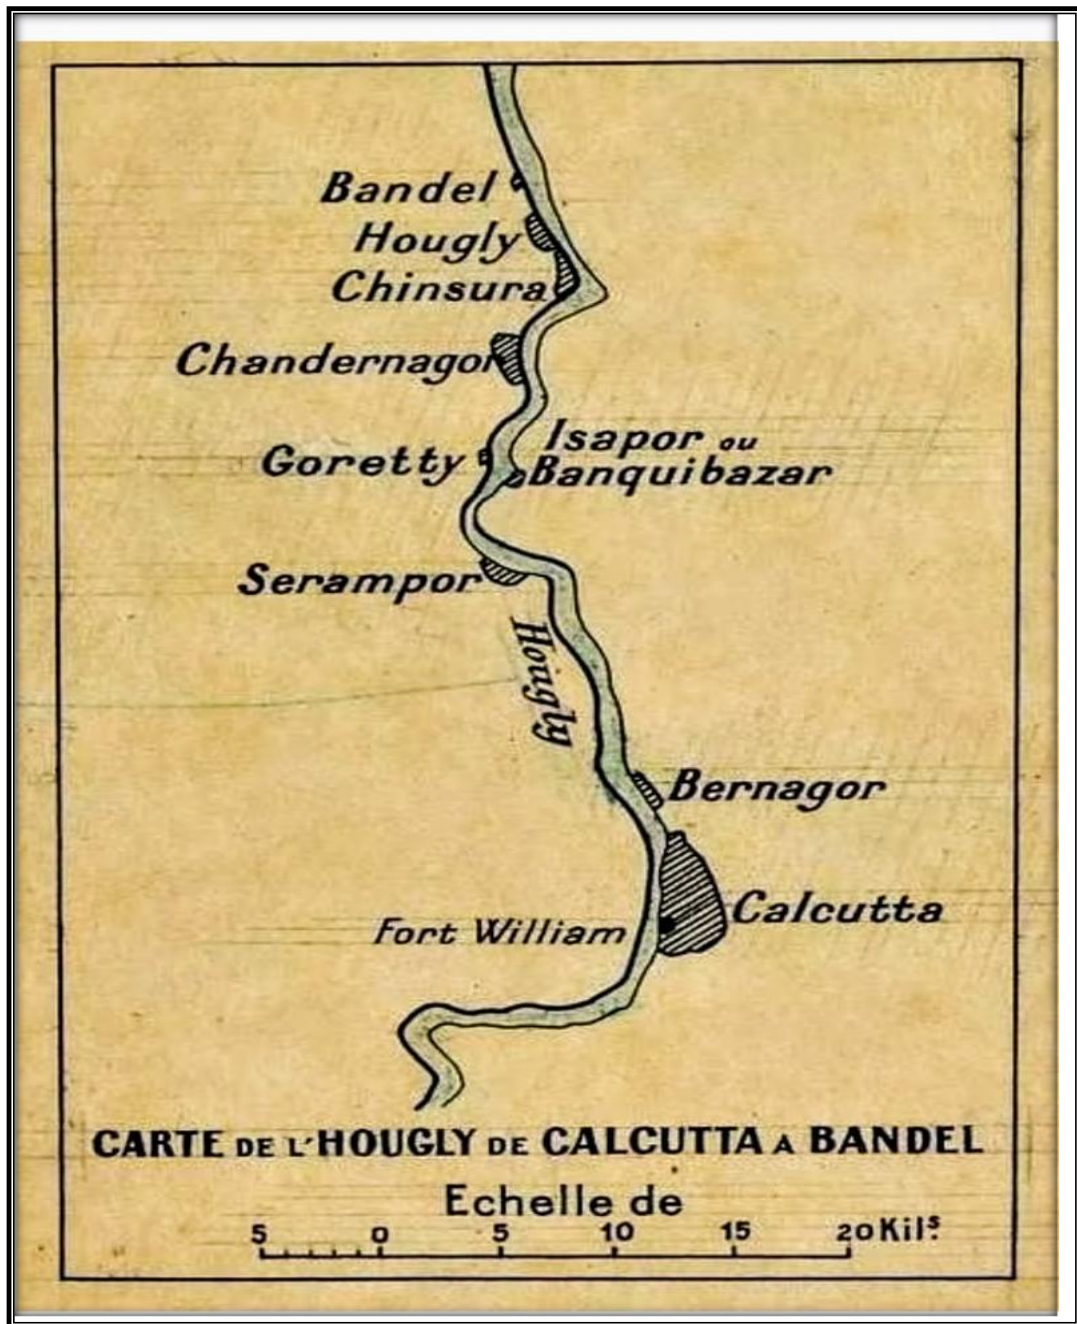 Bandel
Hougly
Chinsura
Chandernagor
Isapor ou
Goretty
Banquibazar
Serampor
Hougly
Bernagor
Calcutta
Fort William
CARTE DE L'HOUGLY DE CALCUTTA A BANDEL
Echelle de
5 0 5 10 15 20 Kil.s